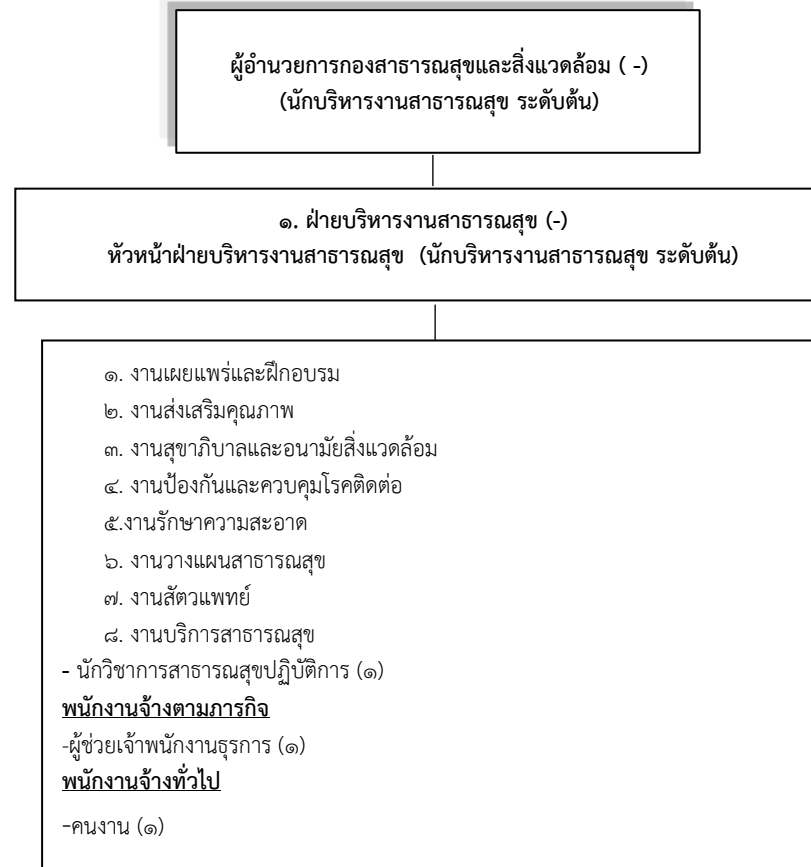 ผู้อำนวยการกองสาธารณสุขและสิ่งแวดล้อม ( -)
(นักบริหารงานสาธารณสุข ระดับต้น)
๑. ฝ่ายบริหารงานสาธารณสุข (-)
หัวหน้าฝ่ายบริหารงานสาธารณสุข (นักบริหารงานสาธารณสุข ระดับต้น)
๑. งานเผยแพร่และฝึกอบรม
๒. งานส่งเสริมคุณภาพ
๓. งานสุขาภิบาลและอนามัยสิ่งแวดล้อม
๔. งานป้องกันและควบคุมโรคติดต่อ
๕.งานรักษาความสะอาด
๖. งานวางแผนสาธารณสุข
๗. งานสัตวแพทย์
๘. งานบริการสาธารณสุข
- นักวิชาการสาธารณสุขปฏิบัติการ (๑)
พนักงานจ้างตามภารกิจ
-ผู้ช่วยเจ้าพนักงานธุรการ (๑)
พนักงานจ้างทั่วไป
-คนงาน (๑)